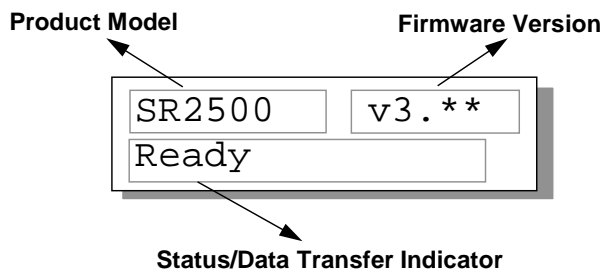 Product Model
Firmware Version
SR2500 v3.**
Ready
Status/Data Transfer Indicator